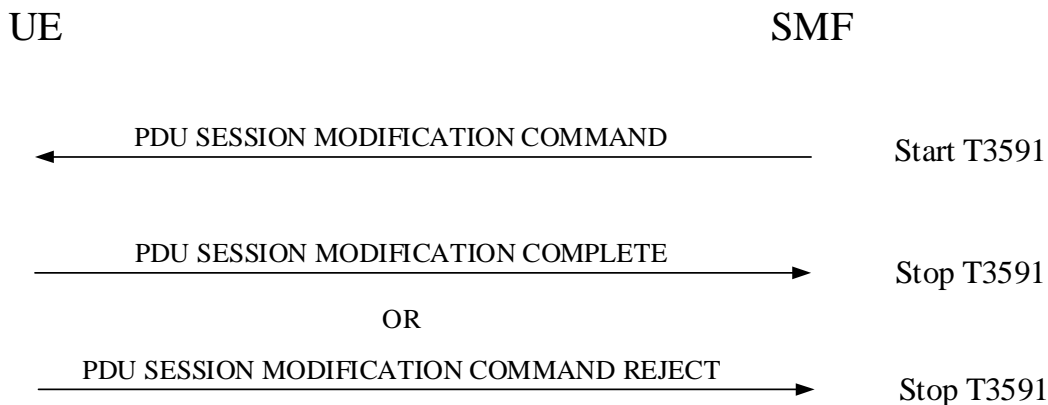 UE SMF
PDU SESSION MODIFICATION COMMAND Start T3591
PDU SESSION MODIFICATION COMPLETE Stop T3591
OR
PDU SESSION MODIFICATION COMMAND REJECT Stop T3591